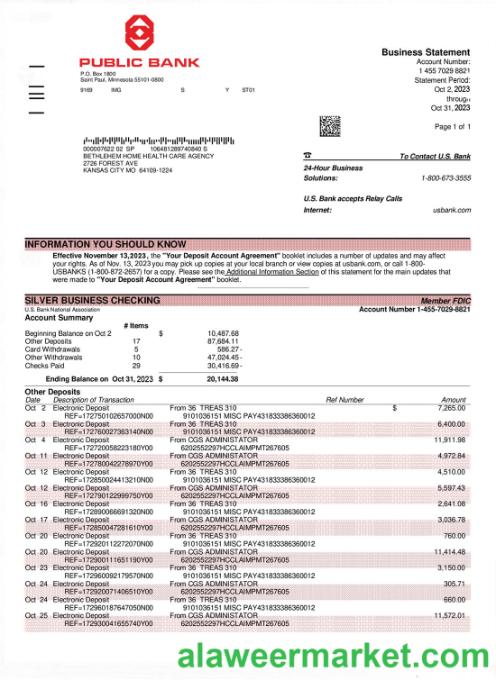 PUBLIC BANK
P.O. Box 1800
Saint Paul, Minnesota 55101-0800
9169 IMG S Y ST01
Business Statement
Account Number:
1 455 7029 8821
Statement Period:
Oct 2, 2023
through
Oct 31, 2023
Page 1 of 1
000007622 02 SP 106481289740840 S
BETHLEHEM HOME HEALTH CARE AGENCY
2726 FOREST AVE
KANSAS CITY MO 64109-1224
To Contact U.S. Bank
24-Hour Business
Solutions: 1-800-673-3555
U.S. Bank accepts Relay Calls
Internet: usbank.com
INFORMATION YOU SHOULD KNOW
Effective November 13,2023, the "Your Deposit Account Agreement" booklet includes a number of updates and may affect
your rights. As of Nov. 13, 2023 you may pick up copies at your local branch or view copies at usbank.com, or call 1-800-
USBANKS (1-800-872-2657) for a copy. Please see the Additional Information Section of this statement for the main updates that
were made to "Your Deposit Account Agreement" booklet.
SILVER BUSINESS CHECKING Member FDIC
U.S. Bank National Association Account Number 1-455-7029-8821
Account Summary
# Items
Beginning Balance on Oct 2 $ 10,487.68
Other Deposits 17 87,684.11
Card Withdrawals 5 586.27-
Other Withdrawals 10 47,024.45-
Checks Paid 29 30,416.69-
Ending Balance on Oct 31, 2023 $ 20,144.38
Other Deposits
Date Description of Transaction Ref Number Amount
Oct 2 Electronic Deposit From 36 TREAS 310 $ 7,265.00
REF=172750102657000N00 9101036151 MISC PAY431833386360012
Oct 3 Electronic Deposit From 36 TREAS 310 6,400.00
REF=172760027363140N00 9101036151 MISC PAY431833386360012
Oct 4 Electronic Deposit From CGS ADMINISTATOR 11,911.98
REF=172720058223180Y00 6202552297HCCLAIMPMT267605
Oct 11 Electronic Deposit From CGS ADMINISTATOR 4,972.84
REF=172780042278970Y00 6202552297HCCLAIMPMT267605
Oct 12 Electronic Deposit From 36 TREAS 310 4,510.00
REF=172850024413210N00 9101036151 MISC PAY431833386360012
Oct 12 Electronic Deposit From CGS ADMINISTATOR 5,597.43
REF=172790122999750Y00 6202552297HCCLAIMPMT267605
Oct 16 Electronic Deposit From 36 TREAS 310 2,641.08
REF=172890066691320N00 9101036151 MISC PAY431833386360012
Oct 17 Electronic Deposit From CGS ADMINISTATOR 3,036.78
REF=172850047281610Y00 6202552297HCCLAIMPMT267605
Oct 20 Electronic Deposit From 36 TREAS 310 760.00
REF=172920112272070N00 9101036151 MISC PAY431833386360012
Oct 20 Electronic Deposit From CGS ADMINISTATOR 11,414.48
REF=172900111651190Y00 6202552297HCCLAIMPMT267605
Oct 23 Electronic Deposit From 36 TREAS 310 3,150.00
REF=172960092179570N00 9101036151 MISC PAY431833386360012
Oct 24 Electronic Deposit From CGS ADMINISTATOR 305.71
REF=172920071406510Y00 6202552297HCCLAIMPMT267605
Oct 24 Electronic Deposit From 36 TREAS 310 660.00
REF=172960187647050N00 9101036151 MISC PAY431833386360012
Oct 25 Electronic Deposit From CGS ADMINISTATOR 11,572.01
REF=172930041655740Y00 6202552297HCCLAIMPMT267605
alaweermarket.com